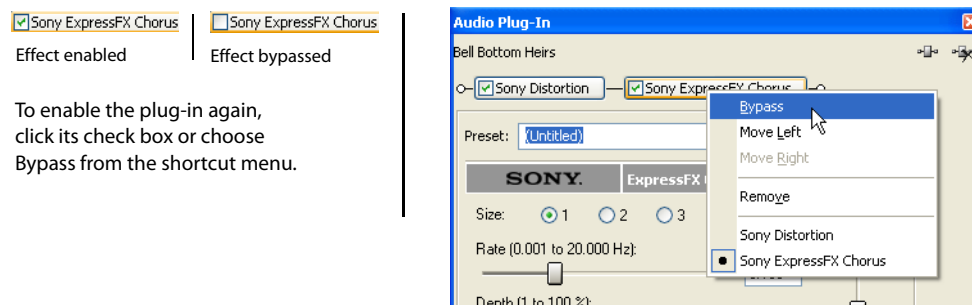 Sony ExpressFX Chorus
Sony ExpressFX Chorus
Effect enabled
Effect bypassed
To enable the plug-in again,
click its check box or choose
Bypass from the shortcut menu.
Audio Plug-In
Bell Bottom Heirs
Sony Distortion
Sony ExpressFX Chorus
Bypass
Move Left
Move Right
Remove
Sony Distortion
Sony ExpressFX Chorus
Preset:
(Untitled)
SONY.
ExpressFX
Size:
1
2
3
Rate (0.001 to 20.000 Hz):
Depth (1 to 100 %):